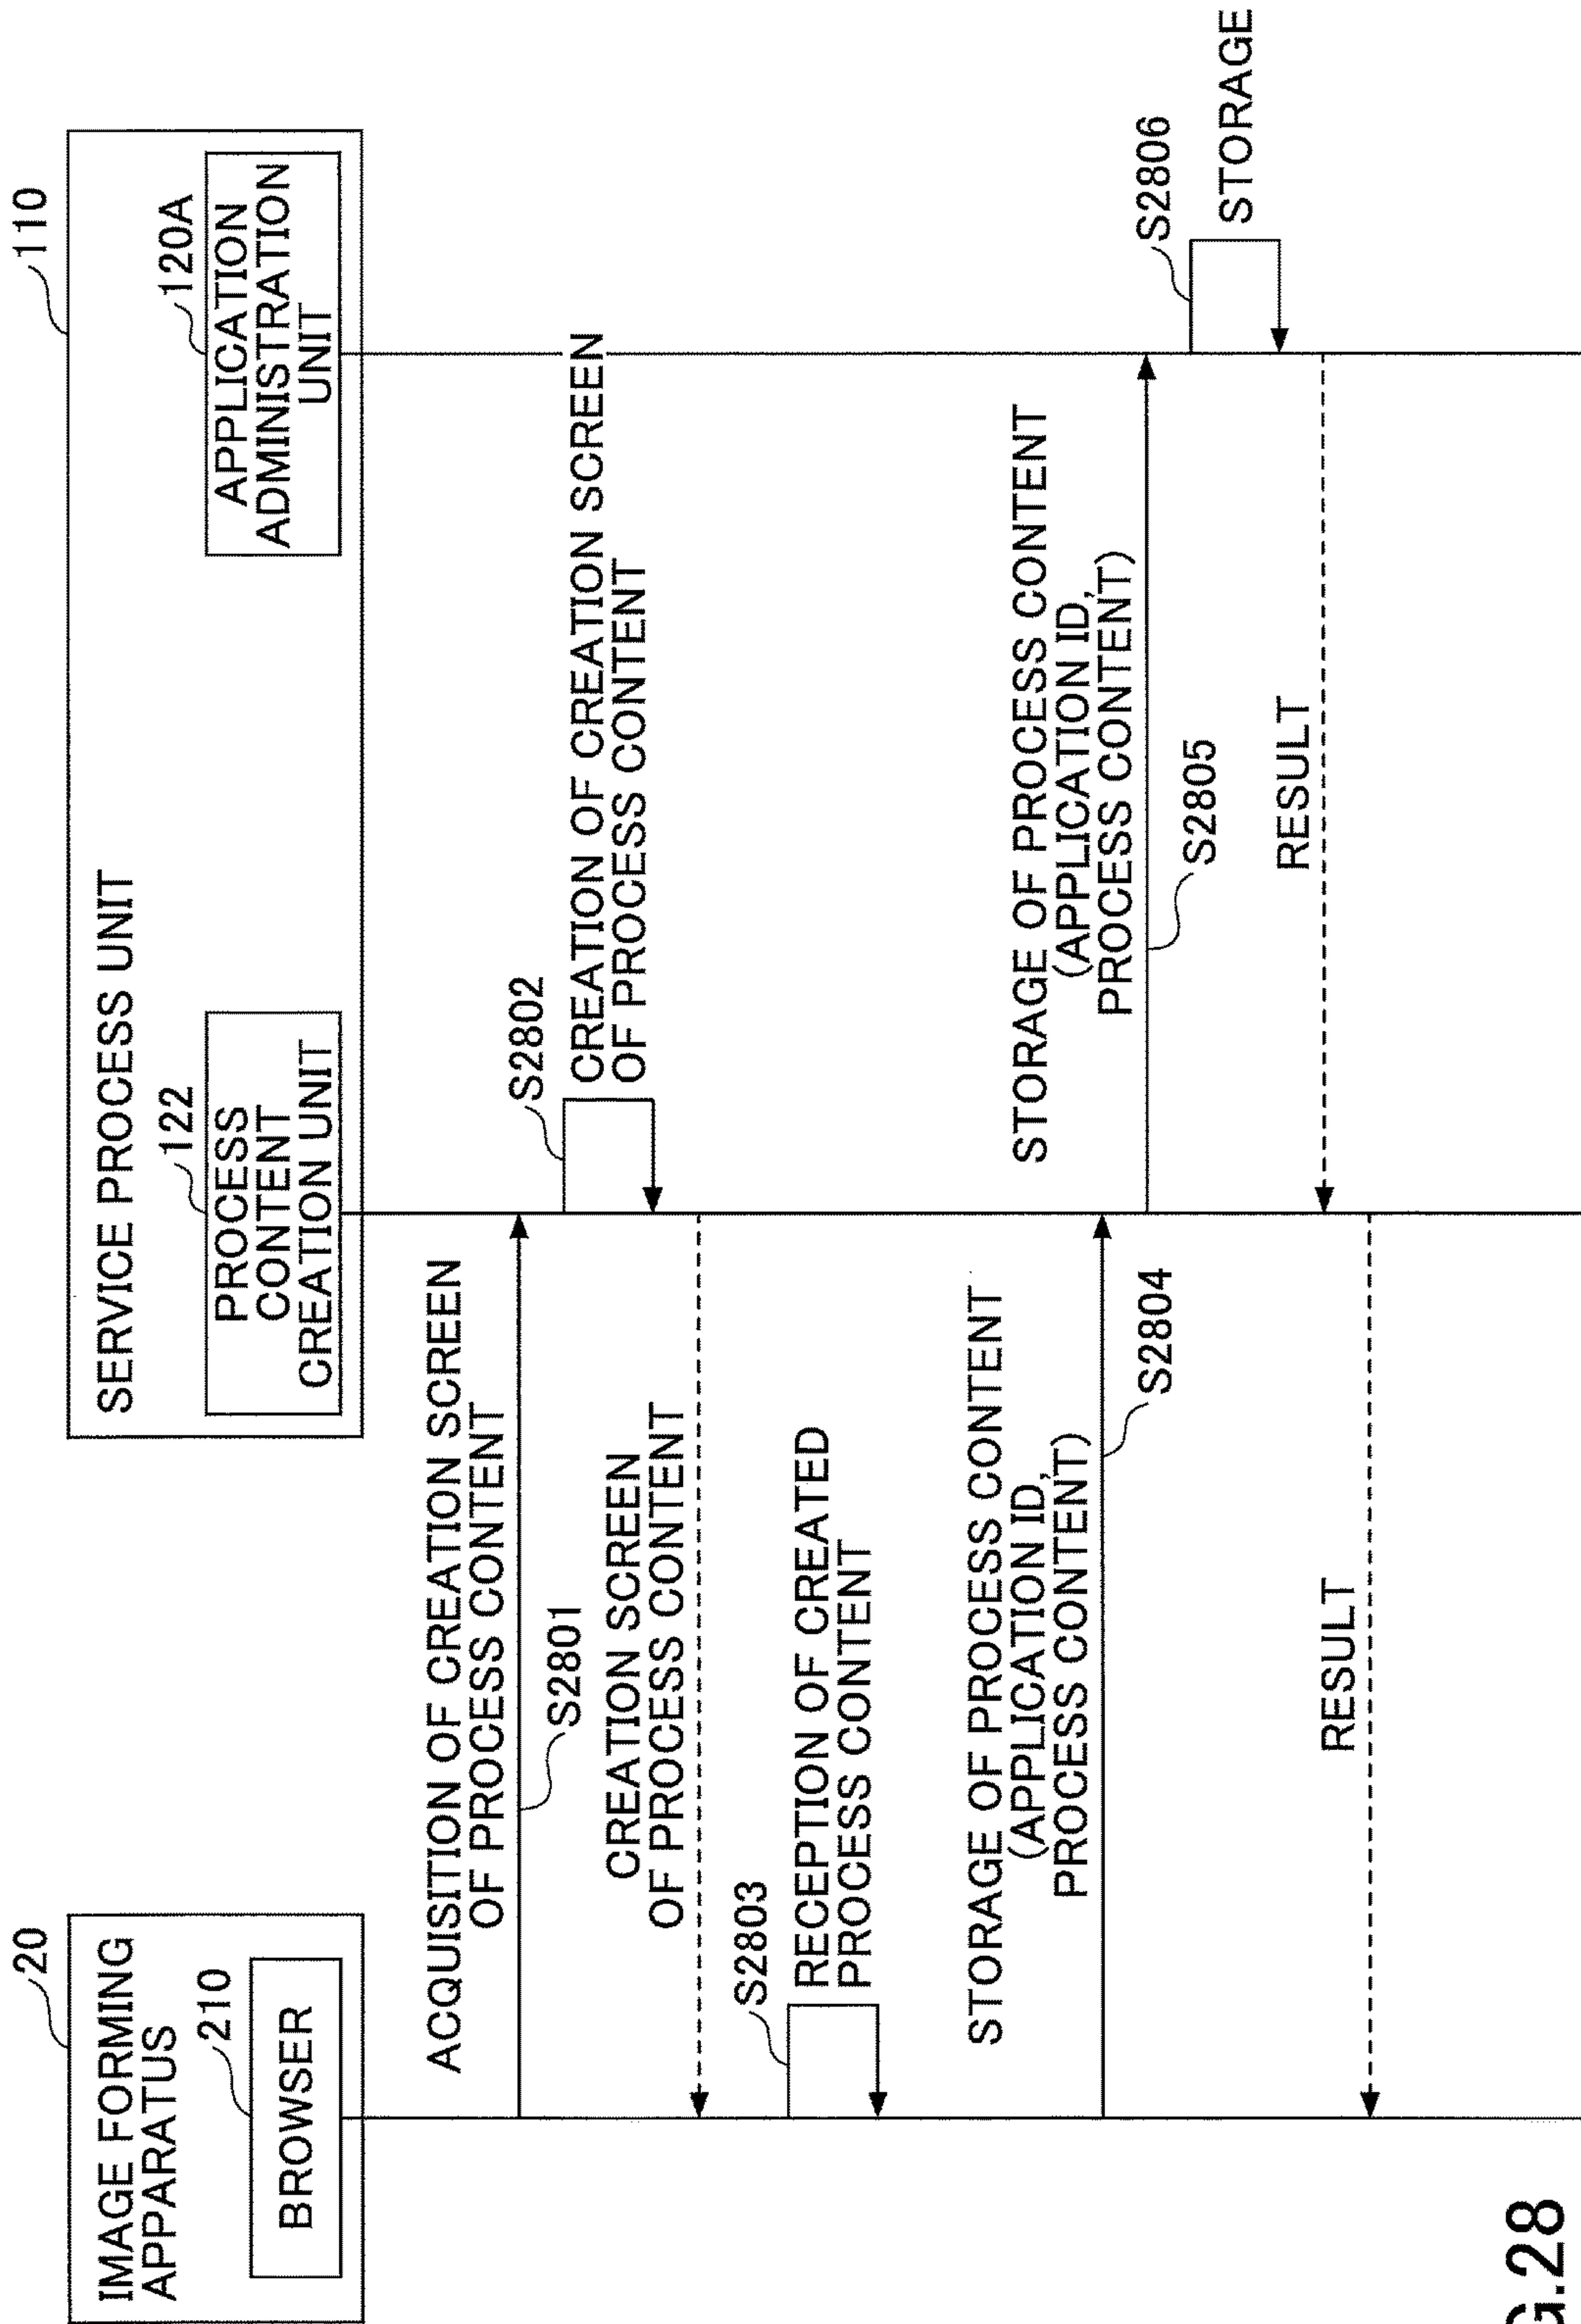 20
IMAGE FORMING
APPARATUS
210
BROWSER
110
SERVICE PROCESS UNIT
122
PROCESS
CONTENT
CREATION UNIT
120A
APPLICATION
ADMINISTRATION
UNIT
ACQUISITION OF CREATION SCREEN
OF PROCESS CONTENT
S2801
S2802
CREATION OF CREATION SCREEN
OF PROCESS CONTENT
CREATION SCREEN
OF PROCESS CONTENT
S2803
RECEPTION OF CREATED
PROCESS CONTENT
STORAGE OF PROCESS CONTENT
(APPLICATION ID,
PROCESS CONTENT)
S2804
STORAGE OF PROCESS CONTENT
(APPLICATION ID,
PROCESS CONTENT)
S2805
S2806
STORAGE
RESULT
RESULT
G.28